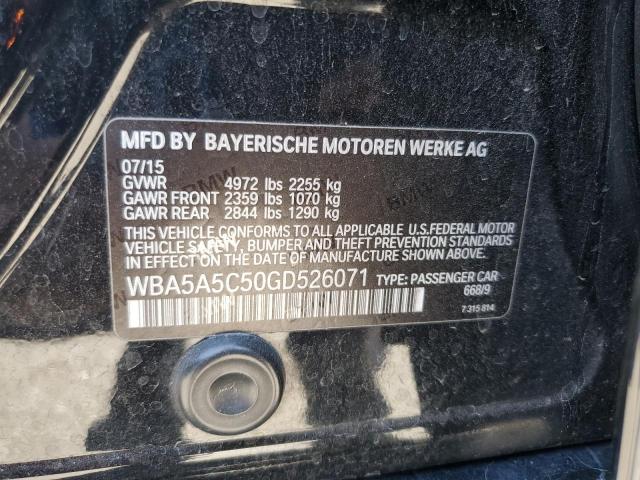 MFD BY BAYERISCHE MOTOREN WERKE AG
07/15
GVWR 4972 lbs 2255 kg
GAWR FRONT 2359 lbs 1070 kg
GAWR REAR 2844 lbs 1290 kg
THIS VEHICLE CONFORMS TO ALL APPLICABLE U.S. FEDERAL MOTOR
VEHICLE SAFETY, BUMPER AND THEFT PREVENTION STANDARDS
IN EFFECT ON THE DATE OF MANUFACTURE SHOWN ABOVE.
WBA5A5C50GD526071 TYPE: PASSENGER CAR
668/9
7 315 814
BMW